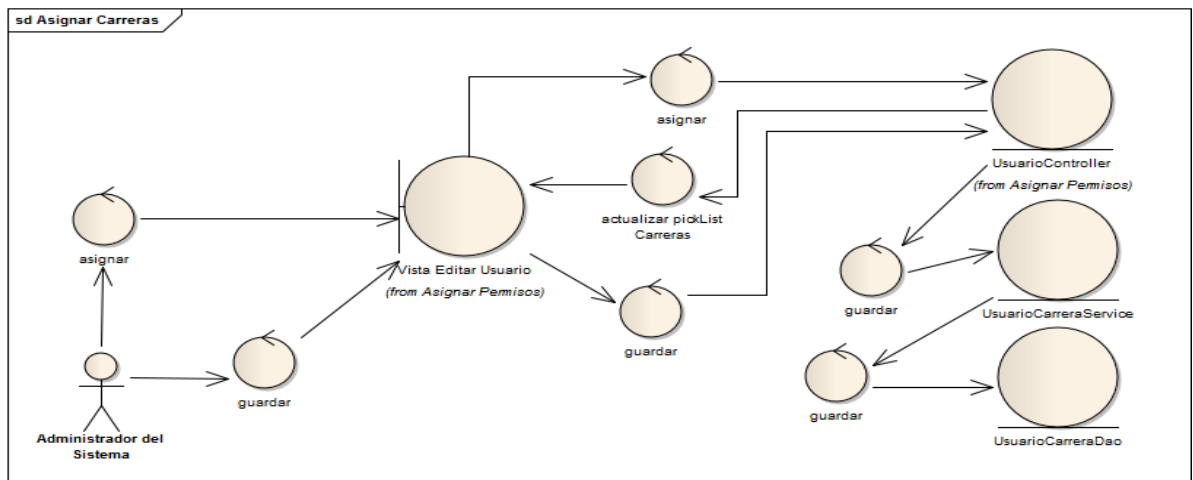 sd Asignar Carreras
asignar
UsuarioController
(from Asignar Permisos)
actualizar pickList
Carreras
asignar
Vista Editar Usuario
(from Asignar Permisos)
guardar
UsuarioCarreraService
guardar
guardar
guardar
UsuarioCarreraDao
Administrador del
Sistema